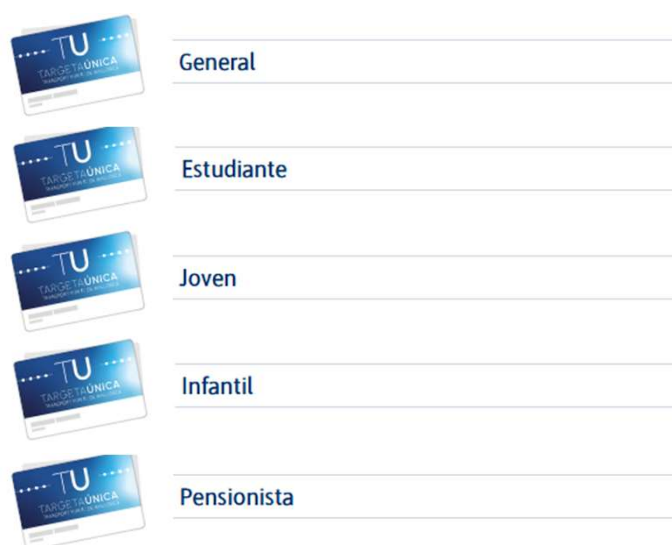 TU
TARGETAÚNICA
General
TU
TARGETAÚNICA
Estudiante
TU
TARGETAÚNICA
Joven
TU
TARGETAÚNICA
Infantil
TU
TARGETAÚNICA
Pensionista